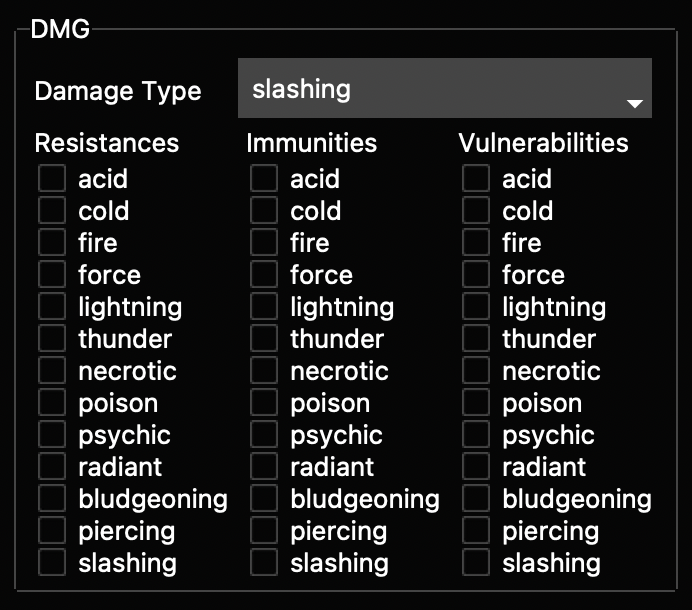 DMG
Damage Type slashing
Resistances Immunities Vulnerabilities
acid acid acid
cold cold cold
fire fire fire
force force force
lightning lightning lightning
thunder thunder thunder
necrotic necrotic necrotic
poison poison poison
psychic psychic psychic
radiant radiant radiant
bludgeoning bludgeoning bludgeoning
piercing piercing piercing
slashing slashing slashing